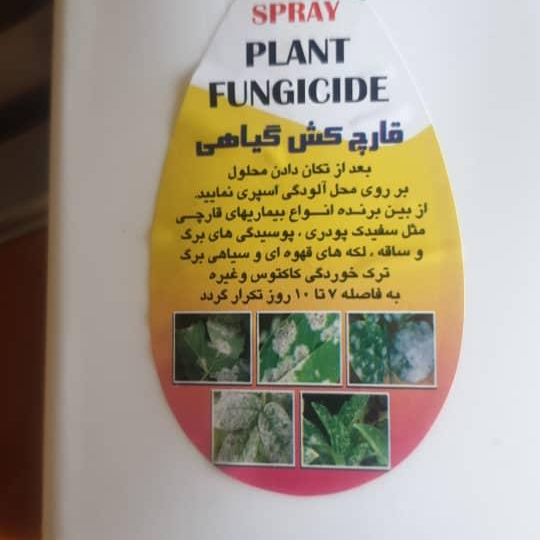 SPRAY
PLANT
FUNGICIDE
قارچ کش گیاهی
بعد از تکان دادن محلول
بر روی محل آلودگی اسپری نمایید.
از بین برنده انــواع بیماریهای قارچــی
مثل سفیدک پودری ، پوسیدگی های برگ
و ساقه ، لکه های قهوه ای و سیاهی برگ
ترک خوردگی کاکتوس وغیره
به فاصله ۷ تا ۱۰ روز تکرار گردد